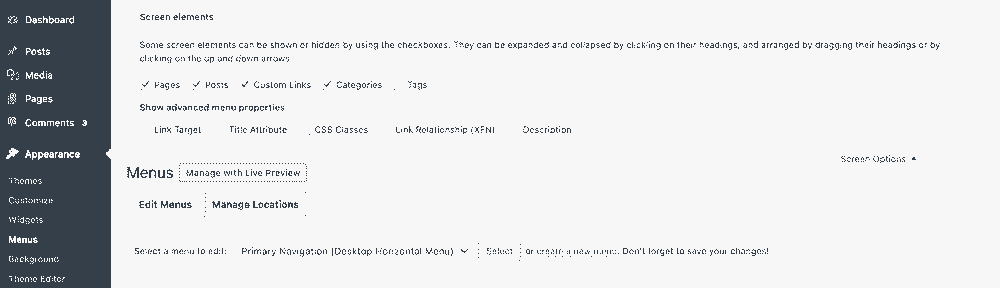 Dashboard
Posts
Media
Pages
Comments 3
Appearance
Themes
Customize
Widgets
Menus
Background
Theme Editor
Screen elements
Some screen elements can be shown or hidden by using the checkboxes. They can be expanded and collapsed by clicking on their headings, and arranged by dragging their headings or by
clicking on the up and down arrows.
Pages Posts Custom Links Categories Tags
Show advanced menu properties
Link Target Title Attribute CSS Classes Link Relationship (XFN) Description
Screen Options
Menus Manage with Live Preview
Edit Menus Manage Locations
Select a menu to edit: Primary Navigation (Desktop Horizontal Menu) Select or create a new menu. Don't forget to save your changes!